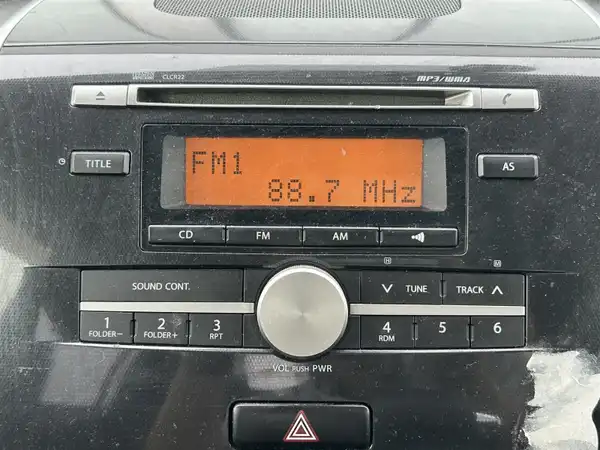 CLCR22
MP3/WMA
TITLE
AS
FM1
88.7 MHz
CD FM AM
SOUND CONT.
TUNE TRACK
1 2 3 4 5 6
FOLDER- FOLDER+ RPT RDM
VOL PUSH PWR